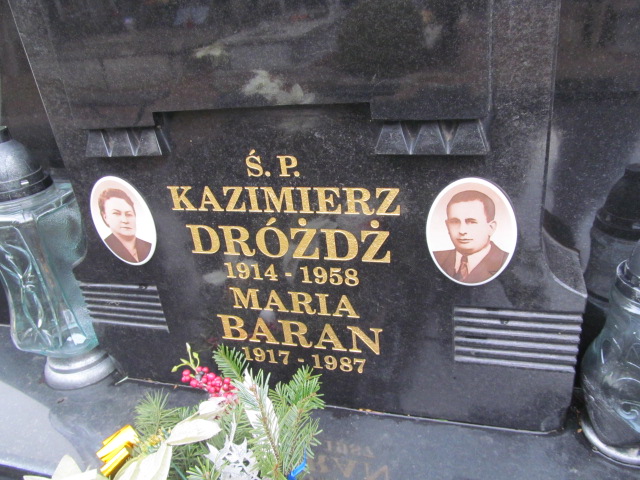 Ś. P.
KAZIMIERZ
DRÓŻDŻ
1914 - 1958
MARIA
BARAN
1917 - 1987